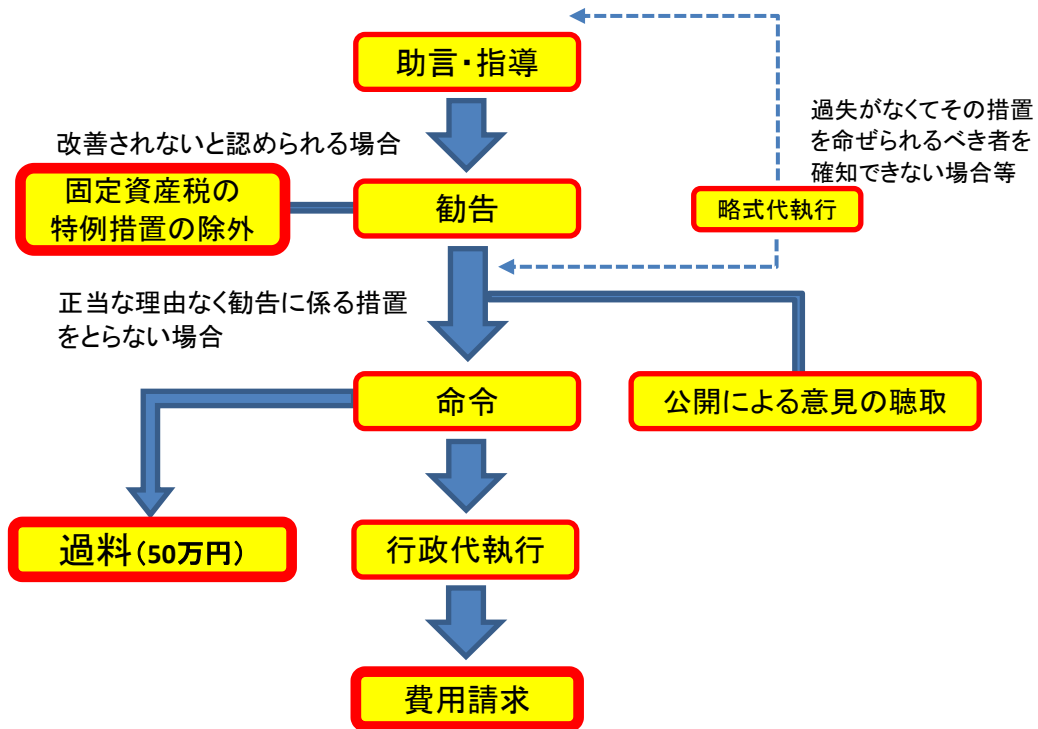 助言・指導
過失がなくてその措置
を命ぜられるべき者を
確知できない場合等
改善されないと認められる場合
固定資産税の
特例措置の除外
勧告
略式代執行
正当な理由なく勧告に係る措置
をとらない場合
命令
公開による意見の聴取
過料(50万円)
行政代執行
費用請求